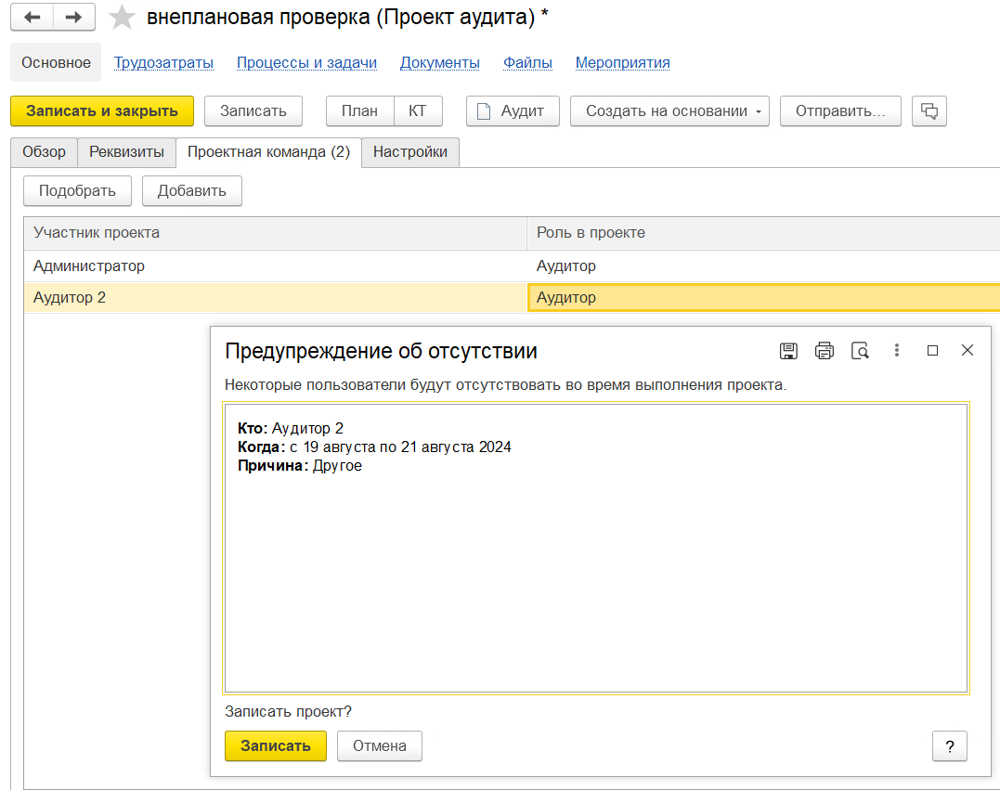 внеплановая проверка (Проект аудита) *
Основное Трудозатраты Процессы и задачи Документы Файлы Мероприятия
Записать и закрыть Записать План КТ Аудит Создать на основании Отправить...
Обзор Реквизиты Проектная команда (2) Настройки
Подобрать Добавить
Участник проекта Роль в проекте
Администратор Аудитор
Аудитор 2 Аудитор
Предупреждение об отсутствии
Некоторые пользователи будут отсутствовать во время выполнения проекта.
Кто: Аудитор 2
Когда: с 19 августа по 21 августа 2024
Причина: Другое
Записать проект?
Записать Отмена ?